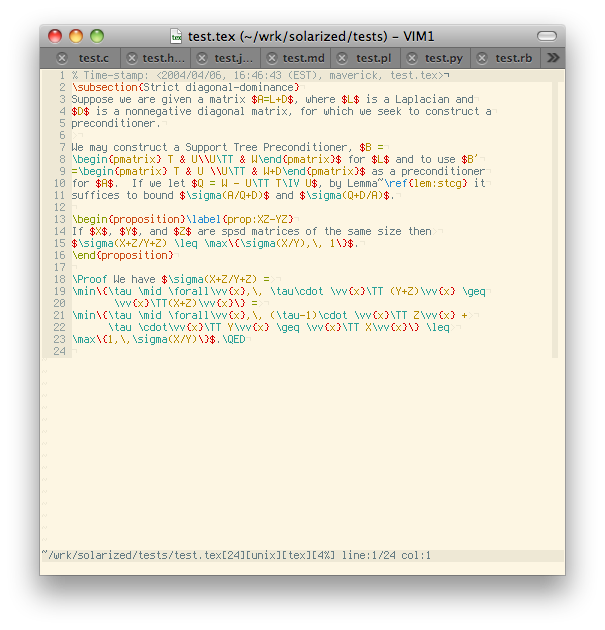 test.tex (~/wrk/solarized/tests) – VIM1
test.c test.h... test.j... test.md test.pl test.py test.rb
1 % Time-stamp: <2004/04/06, 16:46:43 (EST), maverick, test.tex>¬
2 \subsection{Strict diagonal-dominance}¬
3 Suppose we are given a matrix $A=L+D$, where $L$ is a Laplacian and¬
4 $D$ is a nonnegative diagonal matrix, for which we seek to construct a¬
5 preconditioner.¬
6 ¬
7 We may construct a Support Tree Preconditioner, $B =¬
8 \begin{pmatrix} T & U\\U\TT & W\end{pmatrix}$ for $L$ and to use $B'¬
9 =\begin{pmatrix} T & U \\U\TT & W+D\end{pmatrix}$ as a preconditioner¬
10 for $A$.  If we let $Q = W - U\TT T\IV U$, by Lemma~\ref{lem:stcg} it¬
11 suffices to bound $\sigma(A/Q+D)$ and $\sigma(Q+D/A)$.¬
12 ¬
13 \begin{proposition}\label{prop:XZ-YZ}¬
14 If $X$, $Y$, and $Z$ are spsd matrices of the same size then¬
15 $\sigma(X+Z/Y+Z) \leq \max\{\sigma(X/Y),\, 1\}$.¬
16 \end{proposition}¬
17 ¬
18 \Proof We have $\sigma(X+Z/Y+Z) =¬
19 \min\{\tau \mid \forall\vv{x},\, \tau\cdot \vv{x}\TT (Y+Z)\vv{x} \geq¬
20 \vv{x}\TT(X+Z)\vv{x}\} =¬
21 \min\{\tau \mid \forall\vv{x},\, (\tau-1)\cdot \vv{x}\TT Z\vv{x} +¬
22 \tau \cdot\vv{x}\TT Y\vv{x} \geq \vv{x}\TT X\vv{x}\} \leq¬
23 \max\{1,\,\sigma(X/Y)\}$.\QED¬
24 ¬
~/wrk/solarized/tests/test.tex[24][unix][tex][4%] line:1/24 col:1